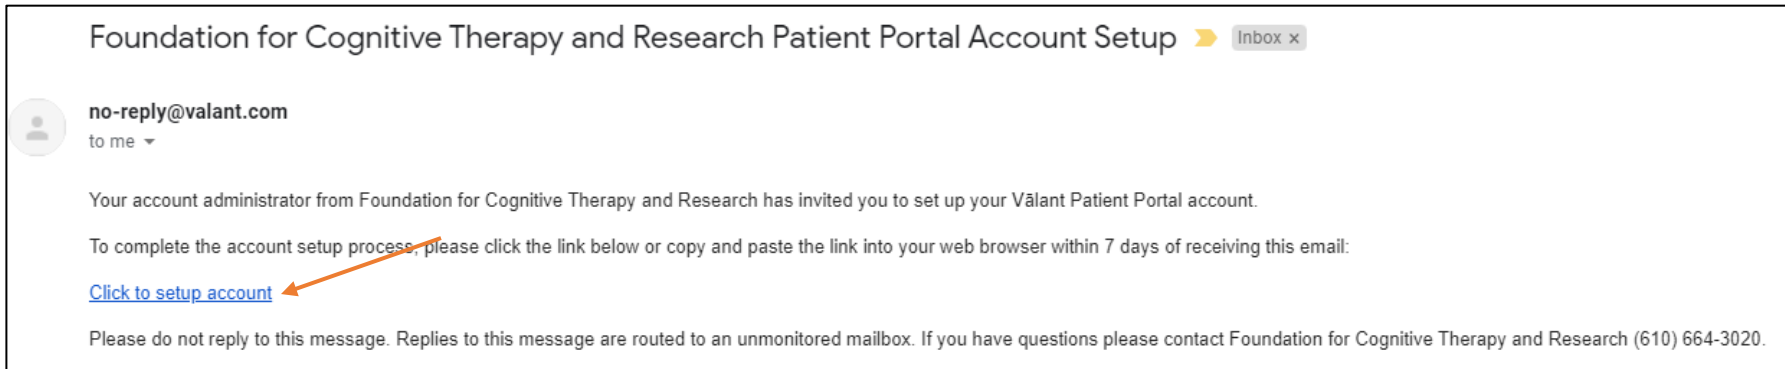 Foundation for Cognitive Therapy and Research Patient Portal Account Setup Inbox x
no-reply@valant.com
to me
Your account administrator from Foundation for Cognitive Therapy and Research has invited you to set up your Vālant Patient Portal account.
To complete the account setup process, please click the link below or copy and paste the link into your web browser within 7 days of receiving this email:
Click to setup account
Please do not reply to this message. Replies to this message are routed to an unmonitored mailbox. If you have questions please contact Foundation for Cognitive Therapy and Research (610) 664-3020.